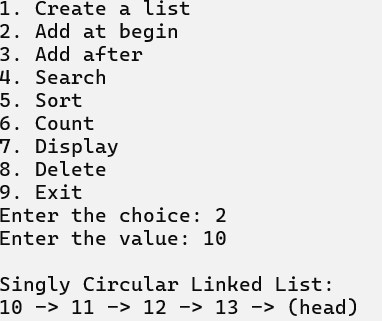 1. Create a list
2. Add at begin
3. Add after
4. Search
5. Sort
6. Count
7. Display
8. Delete
9. Exit
Enter the choice: 2
Enter the value: 10
Singly Circular Linked List:
10 -> 11 -> 12 -> 13 -> (head)